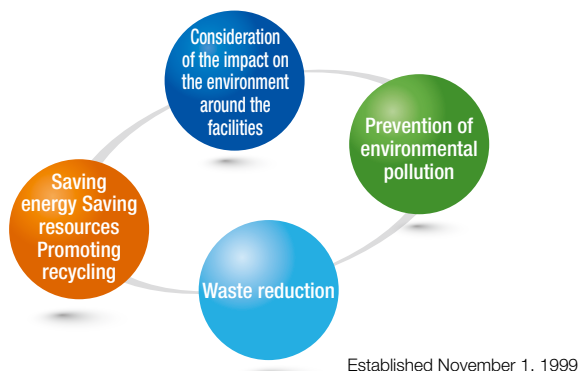 Consideration
of the impact on
the environment
around the
facilities
Prevention of
environmental
pollution
Saving
energy Saving
resources
Promoting
recycling
Waste reduction
Established November 1, 1999